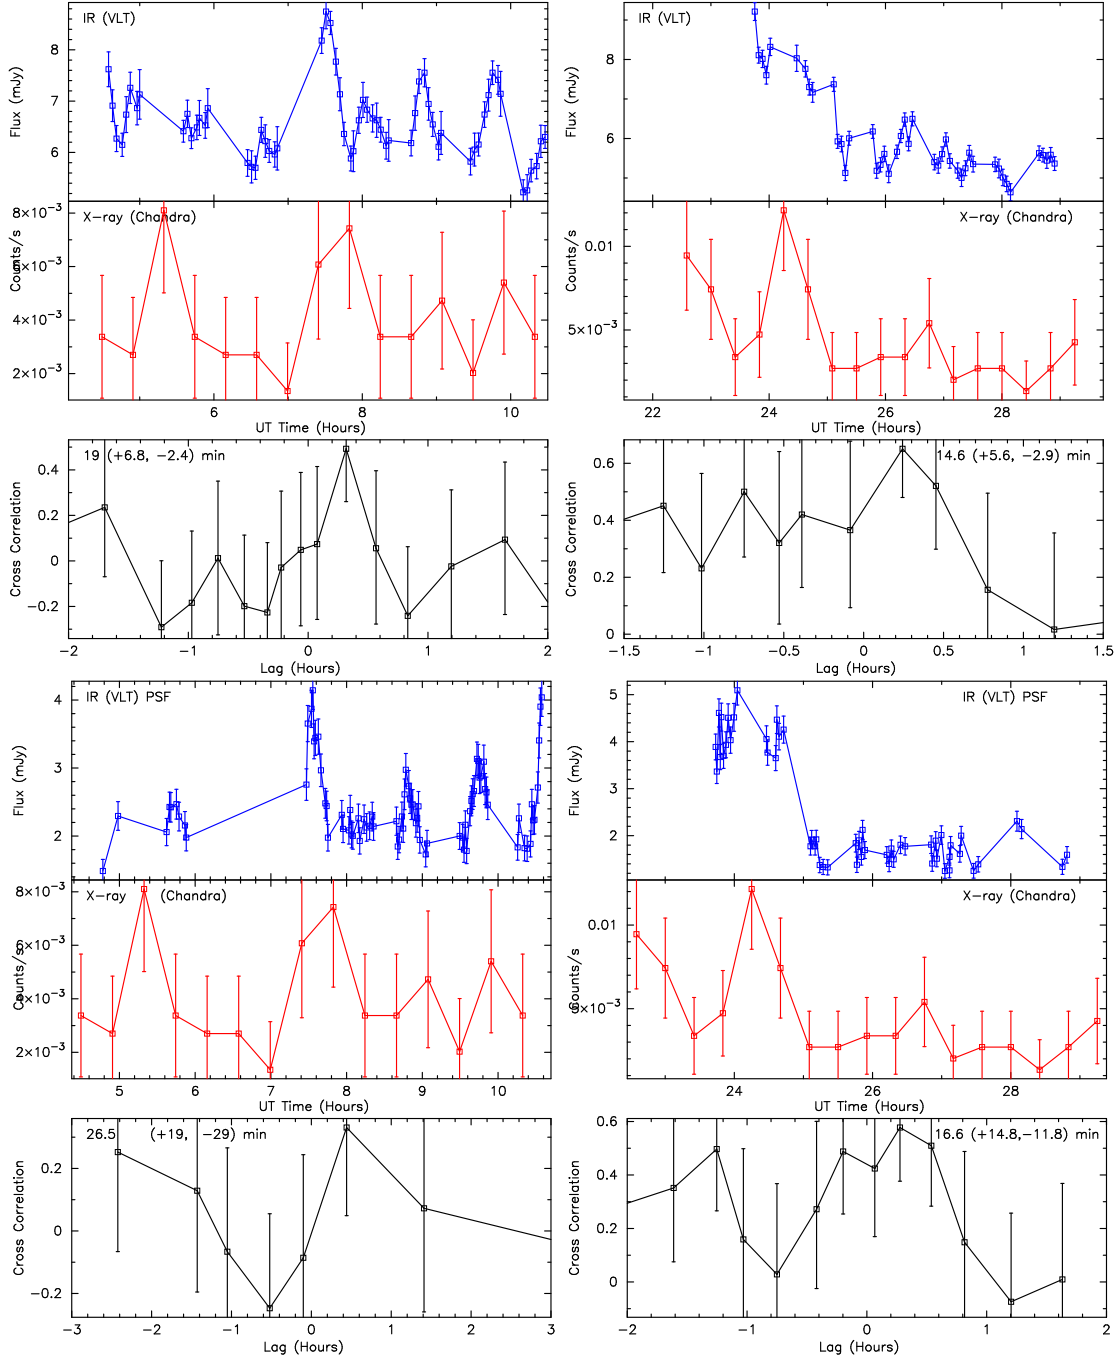 IR (VLT)
Flux (mJy)
8
7
6
X-ray (Chandra)
Counts/s
8×10⁻³
6×10⁻³
4×10⁻³
2×10⁻³
6 8 10
UT Time (Hours)
19 (+6.8, −2.4) min
Cross Correlation
0.4
0.2
0
−0.2
−2 −1 0 1 2
Lag (Hours)
IR (VLT)
Flux (mJy)
8
6
X-ray (Chandra)
Counts/s
0.01
5×10⁻³
22 24 26 28
UT Time (Hours)
14.6 (+5.6, −2.9) min
Cross Correlation
0.6
0.4
0.2
0
−1.5 −1 −0.5 0 0.5 1 1.5
Lag (Hours)
IR (VLT) PSF
Flux (mJy)
4
3
2
X-ray (Chandra)
Counts/s
8×10⁻³
6×10⁻³
4×10⁻³
2×10⁻³
5 6 7 8 9 10
UT Time (Hours)
26.5 (+19, −29) min
Cross Correlation
0.2
0
−0.2
−3 −2 −1 0 1 2 3
Lag (Hours)
IR (VLT) PSF
Flux (mJy)
5
4
3
2
X-ray (Chandra)
Counts/s
0.01
5×10⁻³
24 26 28
UT Time (Hours)
16.6 (+14.8,−11.8) min
Cross Correlation
0.6
0.4
0.2
0
−2 −1 0 1 2
Lag (Hours)